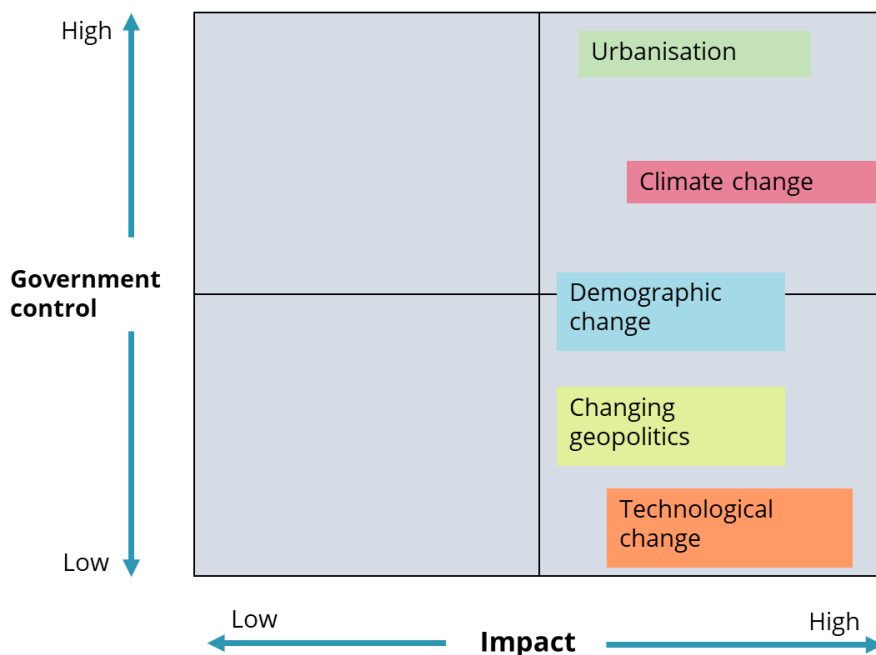 High
Urbanisation
Climate change
Government
control
Demographic
change
Changing
geopolitics
Technological
change
Low
Low
High
Impact